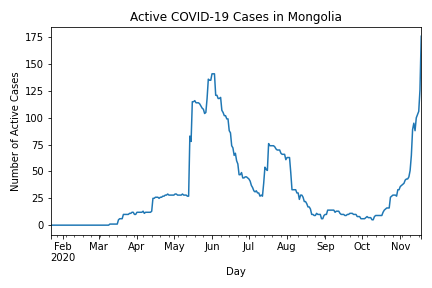 Active COVID-19 Cases in Mongolia
Number of Active Cases
175
150
125
100
75
50
25
0
Feb Mar Apr May Jun Jul Aug Sep Oct Nov
2020
Day